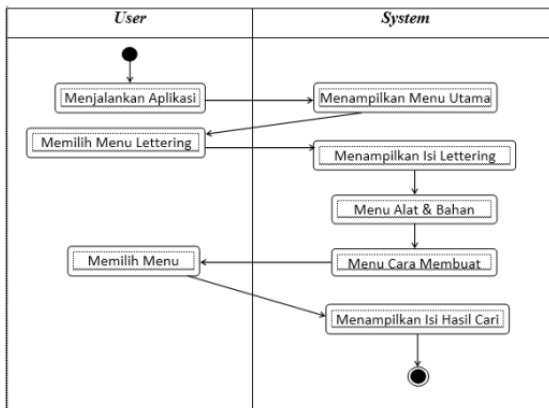 User
System
Menjalankan Aplikasi
Menampilkan Menu Utama
Memilih Menu Lettering
Menampilkan Isi Lettering
Menu Alat & Bahan
Memilih Menu
Menu Cara Membuat
Menampilkan Isi Hasil Cari